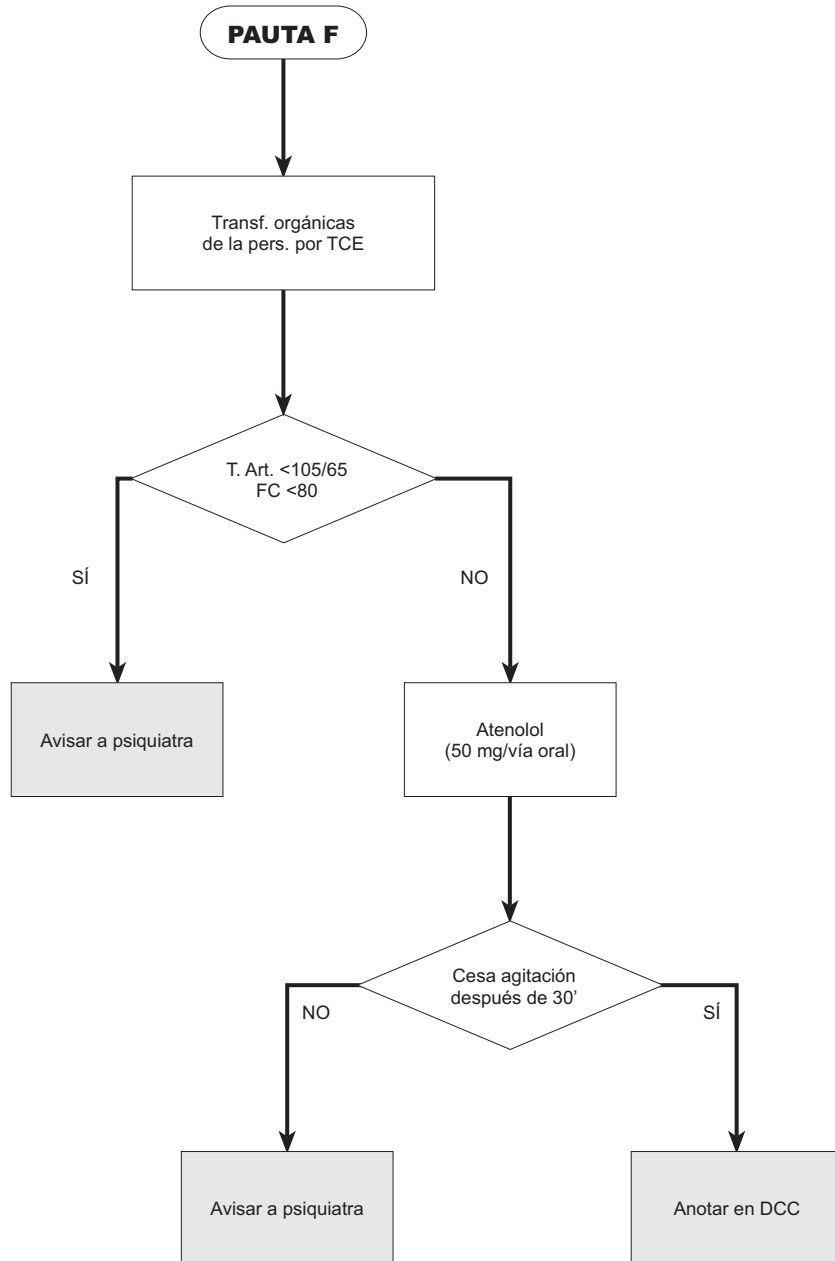 PAUTA F
Transf. orgánicas
de la pers. por TCE
T. Art. <105/65
FC <80
SÍ
NO
Avisar a psiquiatra
Atenolol
(50 mg/vía oral)
Cesa agitación
después de 30’
NO
SÍ
Avisar a psiquiatra
Anotar en DCC